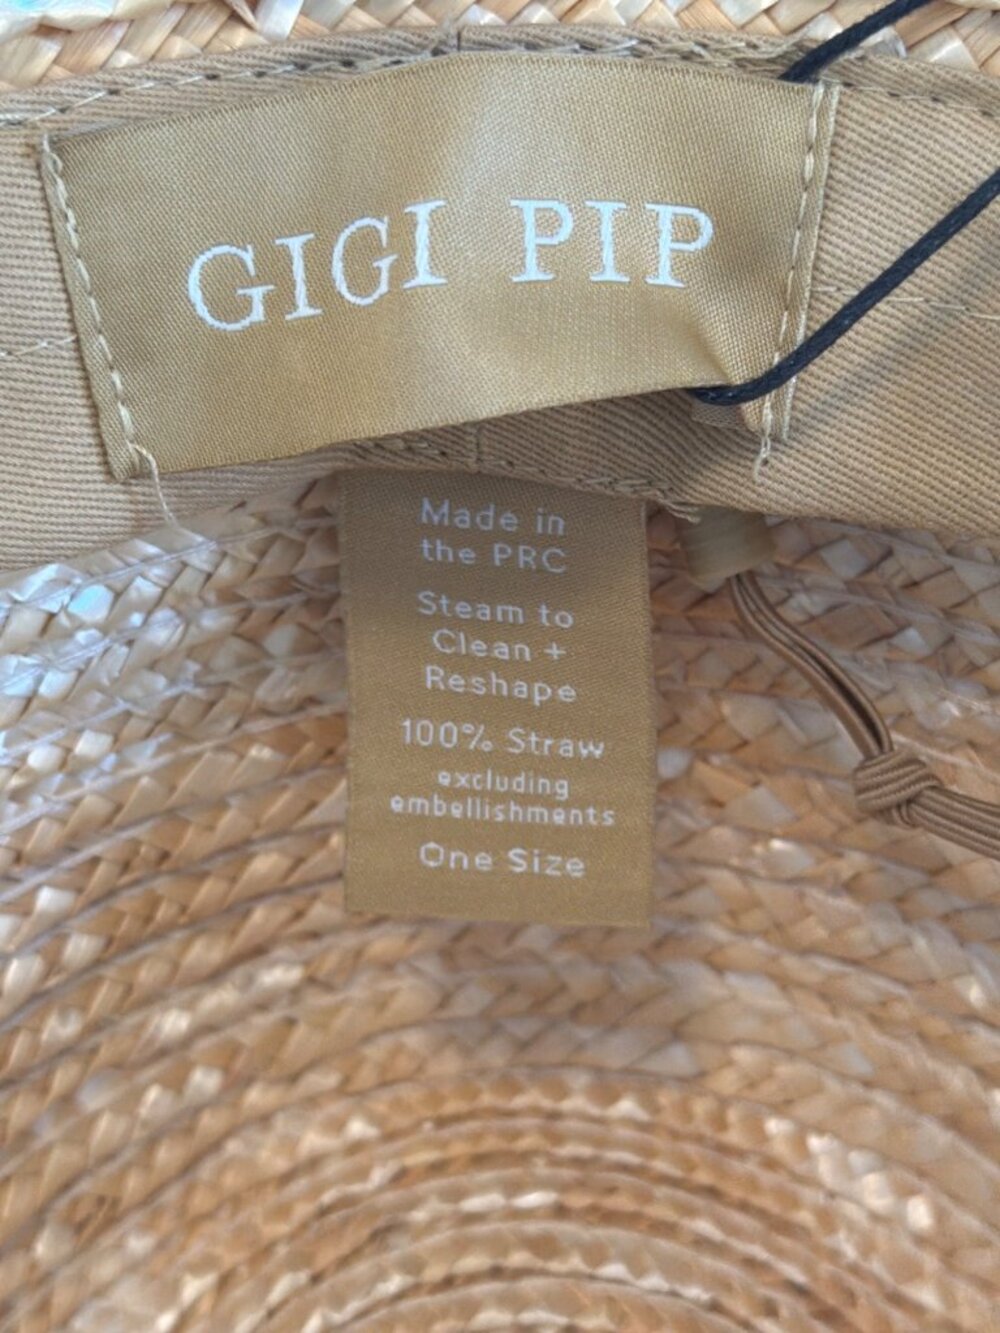 GIGI PIP
Made in
the PRC
Steam to
Clean +
Reshape
100% Straw
excluding
embellishments
One Size